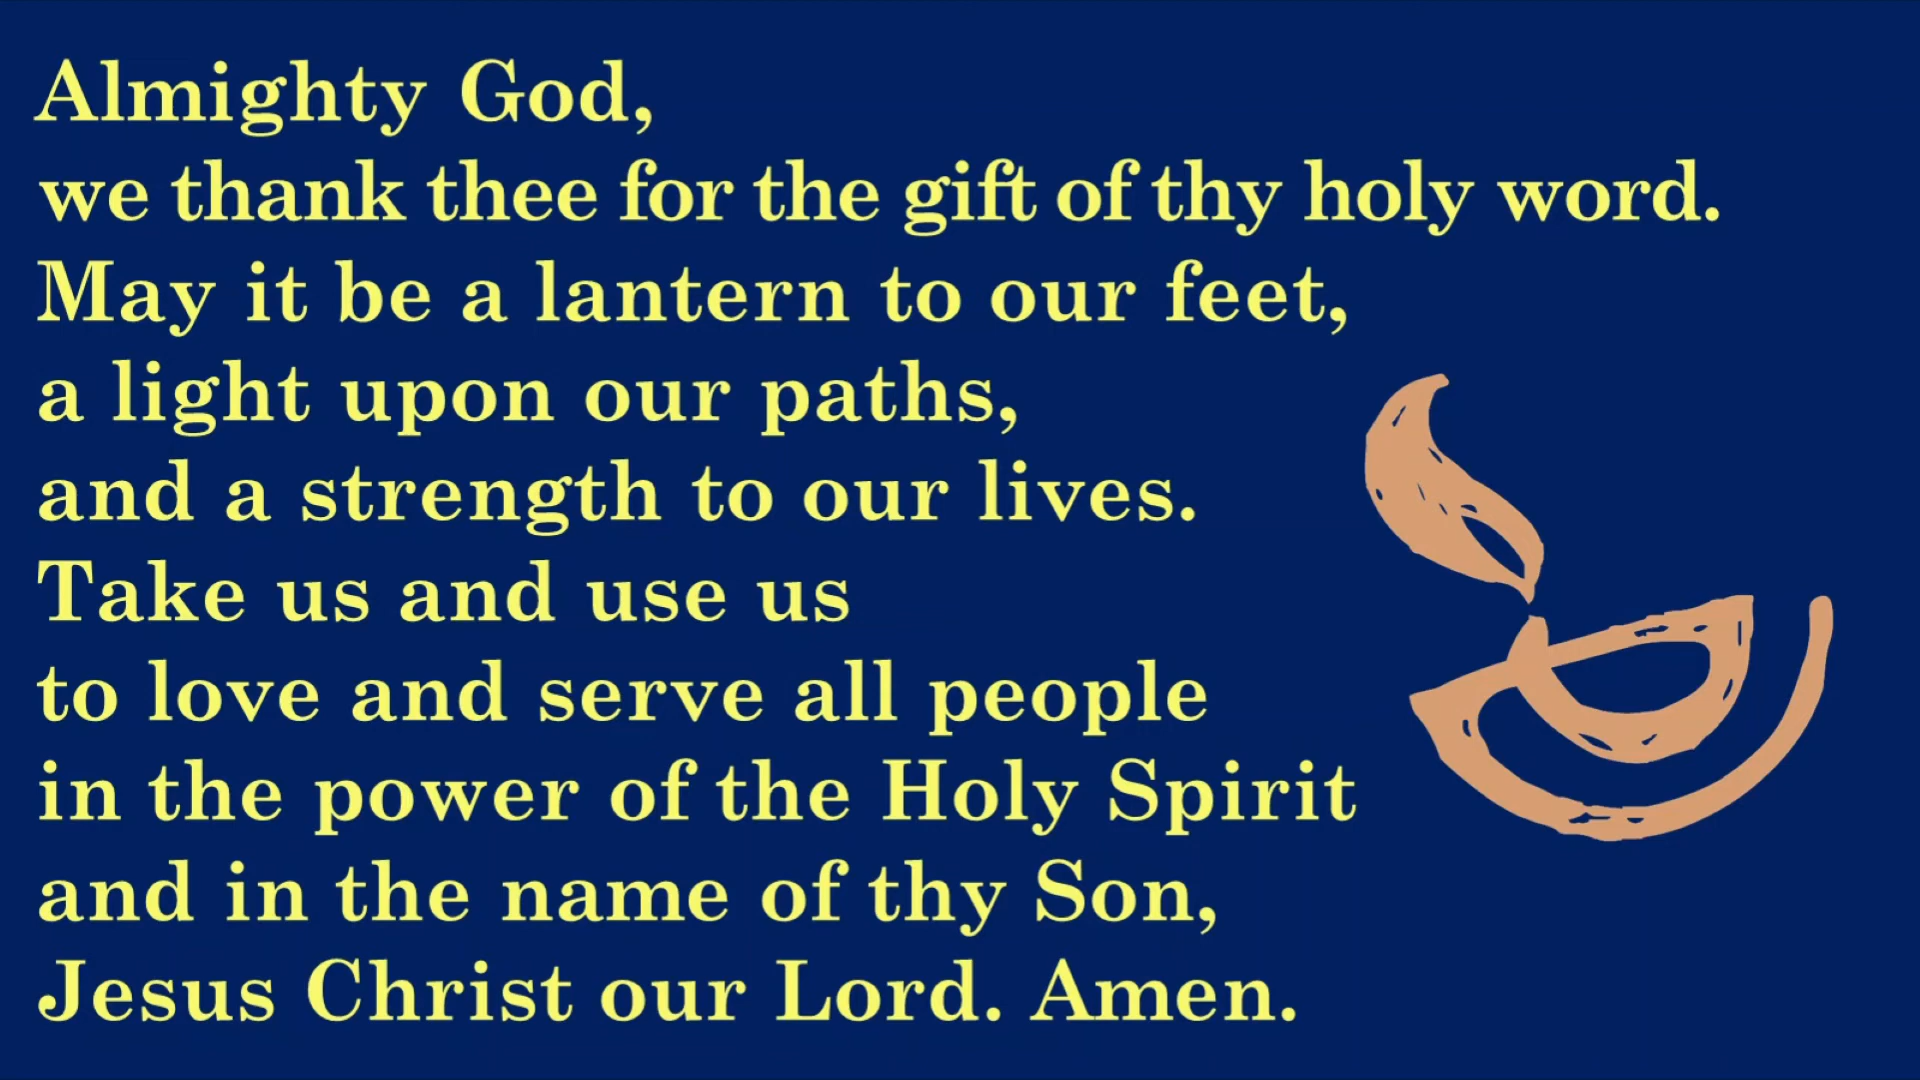 Almighty God,
we thank thee for the gift of thy holy word.
May it be a lantern to our feet,
a light upon our paths,
and a strength to our lives.
Take us and use us
to love and serve all people
in the power of the Holy Spirit
and in the name of thy Son,
Jesus Christ our Lord. Amen.